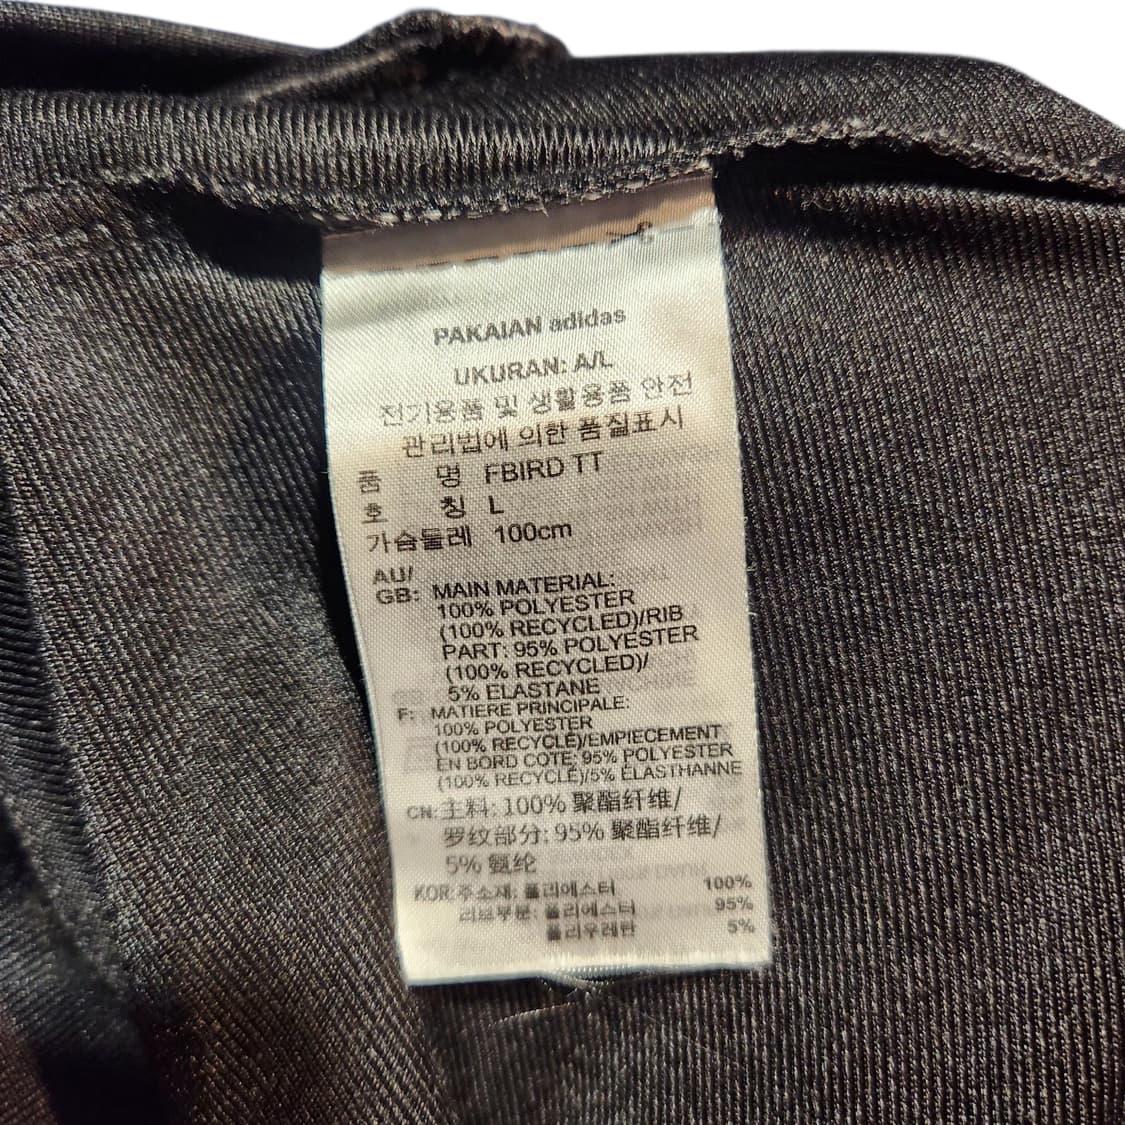 PAKAIAN adidas
UKURAN: A/L
전기용품 및 생활용품 안전
관리법에 의한 품질표시
품 명 FBIRD TT
호 칭 L
가슴둘레 100cm
AU/
GB: MAIN MATERIAL:
100% POLYESTER
(100% RECYCLED)/RIB
PART: 95% POLYESTER
(100% RECYCLED)/
5% ELASTANE
F: MATIERE PRINCIPALE:
100% POLYESTER
(100% RECYCLÉ)/EMPIECEMENT
EN BORD COTE: 95% POLYESTER
(100% RECYCLÉ)/5% ÉLASTHANNE
CN: 主料: 100% 聚酯纤维/
罗纹部分: 95% 聚酯纤维/
5% 氨纶
KOR: 주소재: 폴리에스터 100%
리브부분: 폴리에스터 95%
폴리우레탄 5%